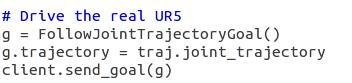 # Drive the real UR5
g = FollowJointTrajectoryGoal()
g.trajectory = traj.joint_trajectory
client.send_goal(g)